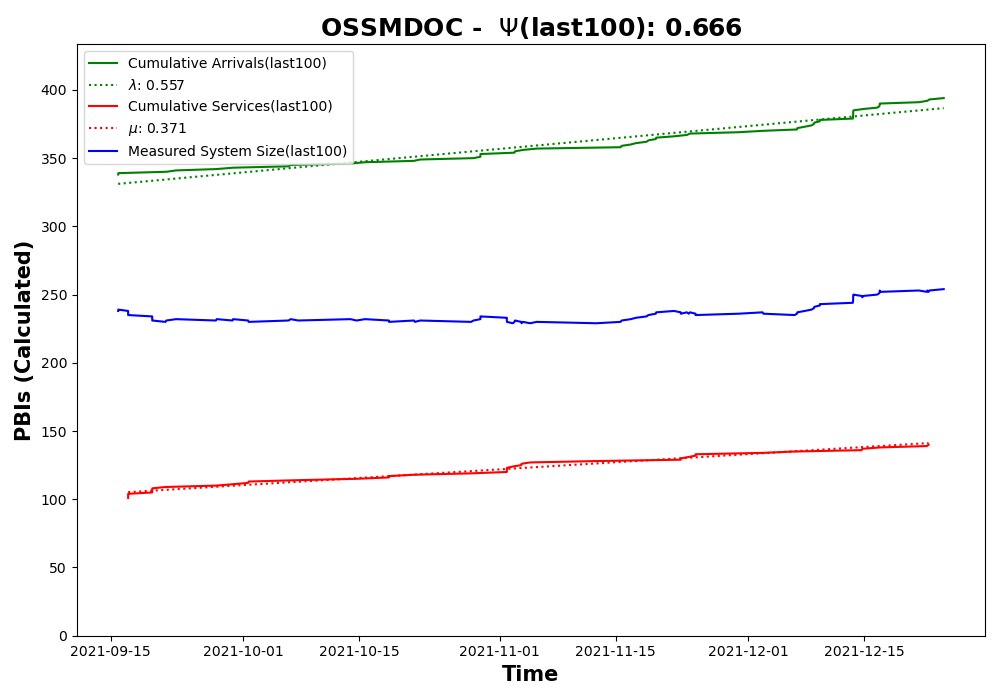 OSSMDOC - Ψ(last100): 0.666
Cumulative Arrivals(last100)
λ: 0.557
Cumulative Services(last100)
μ: 0.371
Measured System Size(last100)
PBIs (Calculated)
400
350
300
250
200
150
100
50
0
2021-09-15 2021-10-01 2021-10-15 2021-11-01 2021-11-15 2021-12-01 2021-12-15
Time